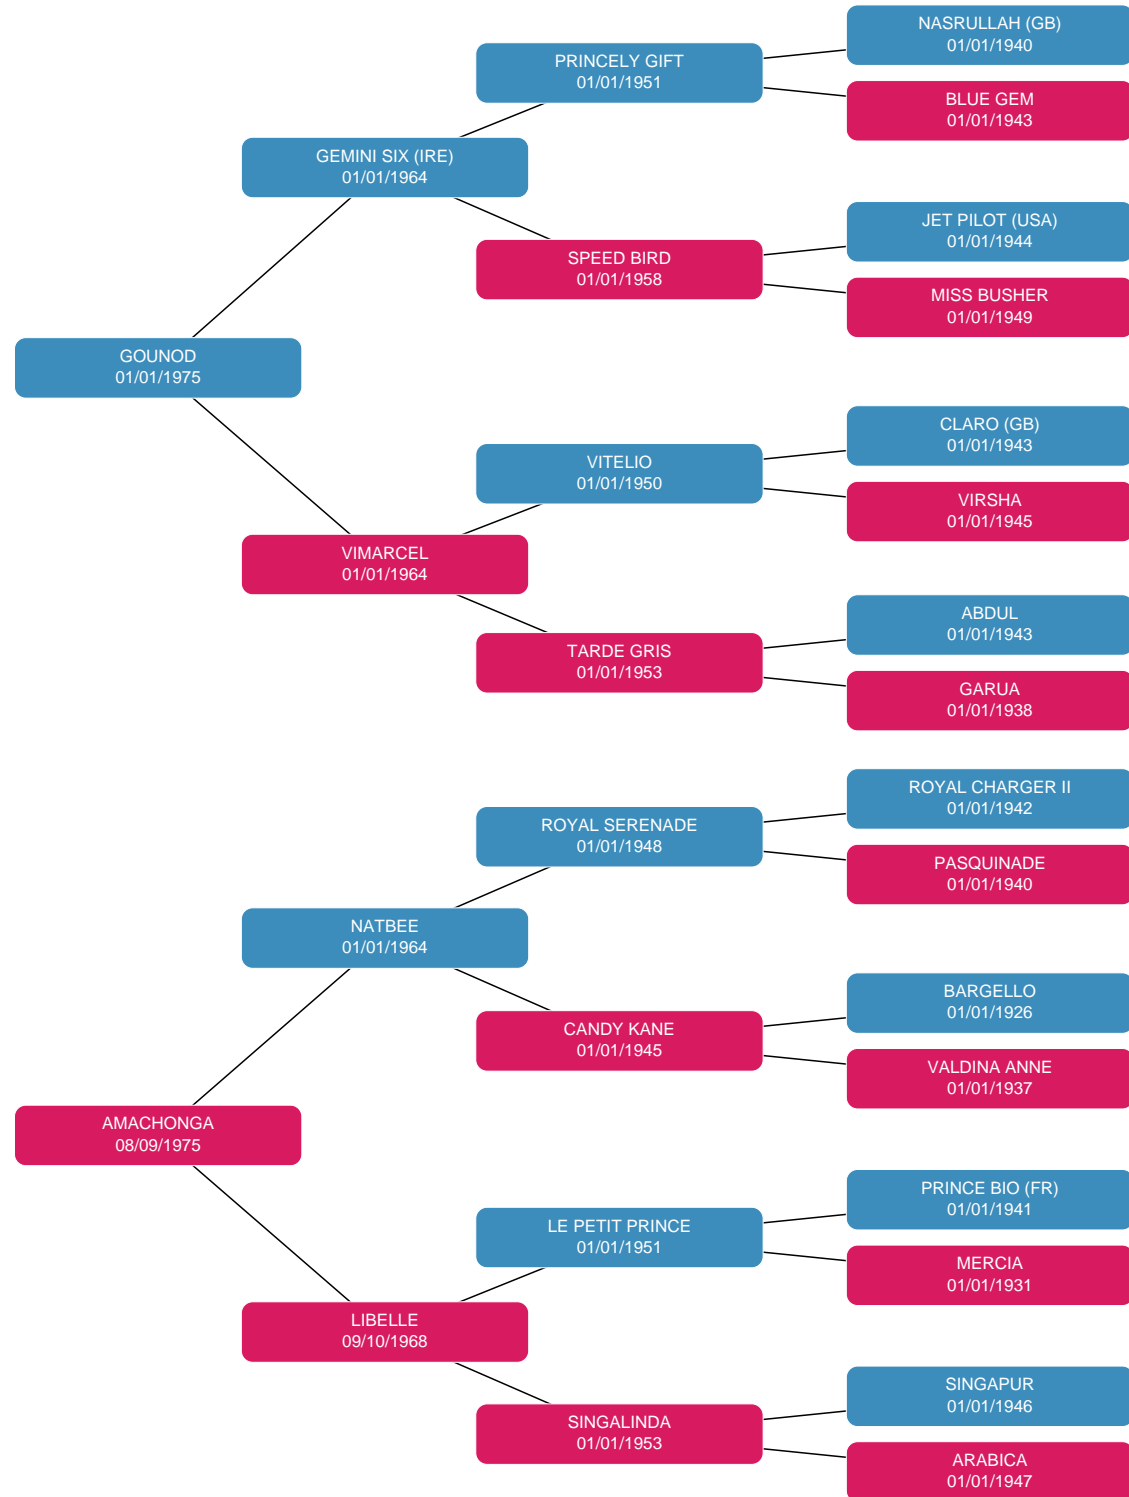 NASRULLAH (GB)
01/01/1940
PRINCELY GIFT
01/01/1951
BLUE GEM
01/01/1943
GEMINI SIX (IRE)
01/01/1964
JET PILOT (USA)
01/01/1944
SPEED BIRD
01/01/1958
MISS BUSHER
01/01/1949
GOUNOD
01/01/1975
CLARO (GB)
01/01/1943
VITELIO
01/01/1950
VIRSHA
01/01/1945
VIMARCEL
01/01/1964
ABDUL
01/01/1943
TARDE GRIS
01/01/1953
GARUA
01/01/1938
ROYAL CHARGER II
01/01/1942
ROYAL SERENADE
01/01/1948
PASQUINADE
01/01/1940
NATBEE
01/01/1964
BARGELLO
01/01/1926
CANDY KANE
01/01/1945
VALDINA ANNE
01/01/1937
AMACHONGA
08/09/1975
PRINCE BIO (FR)
01/01/1941
LE PETIT PRINCE
01/01/1951
MERCIA
01/01/1931
LIBELLE
09/10/1968
SINGAPUR
01/01/1946
SINGALINDA
01/01/1953
ARABICA
01/01/1947